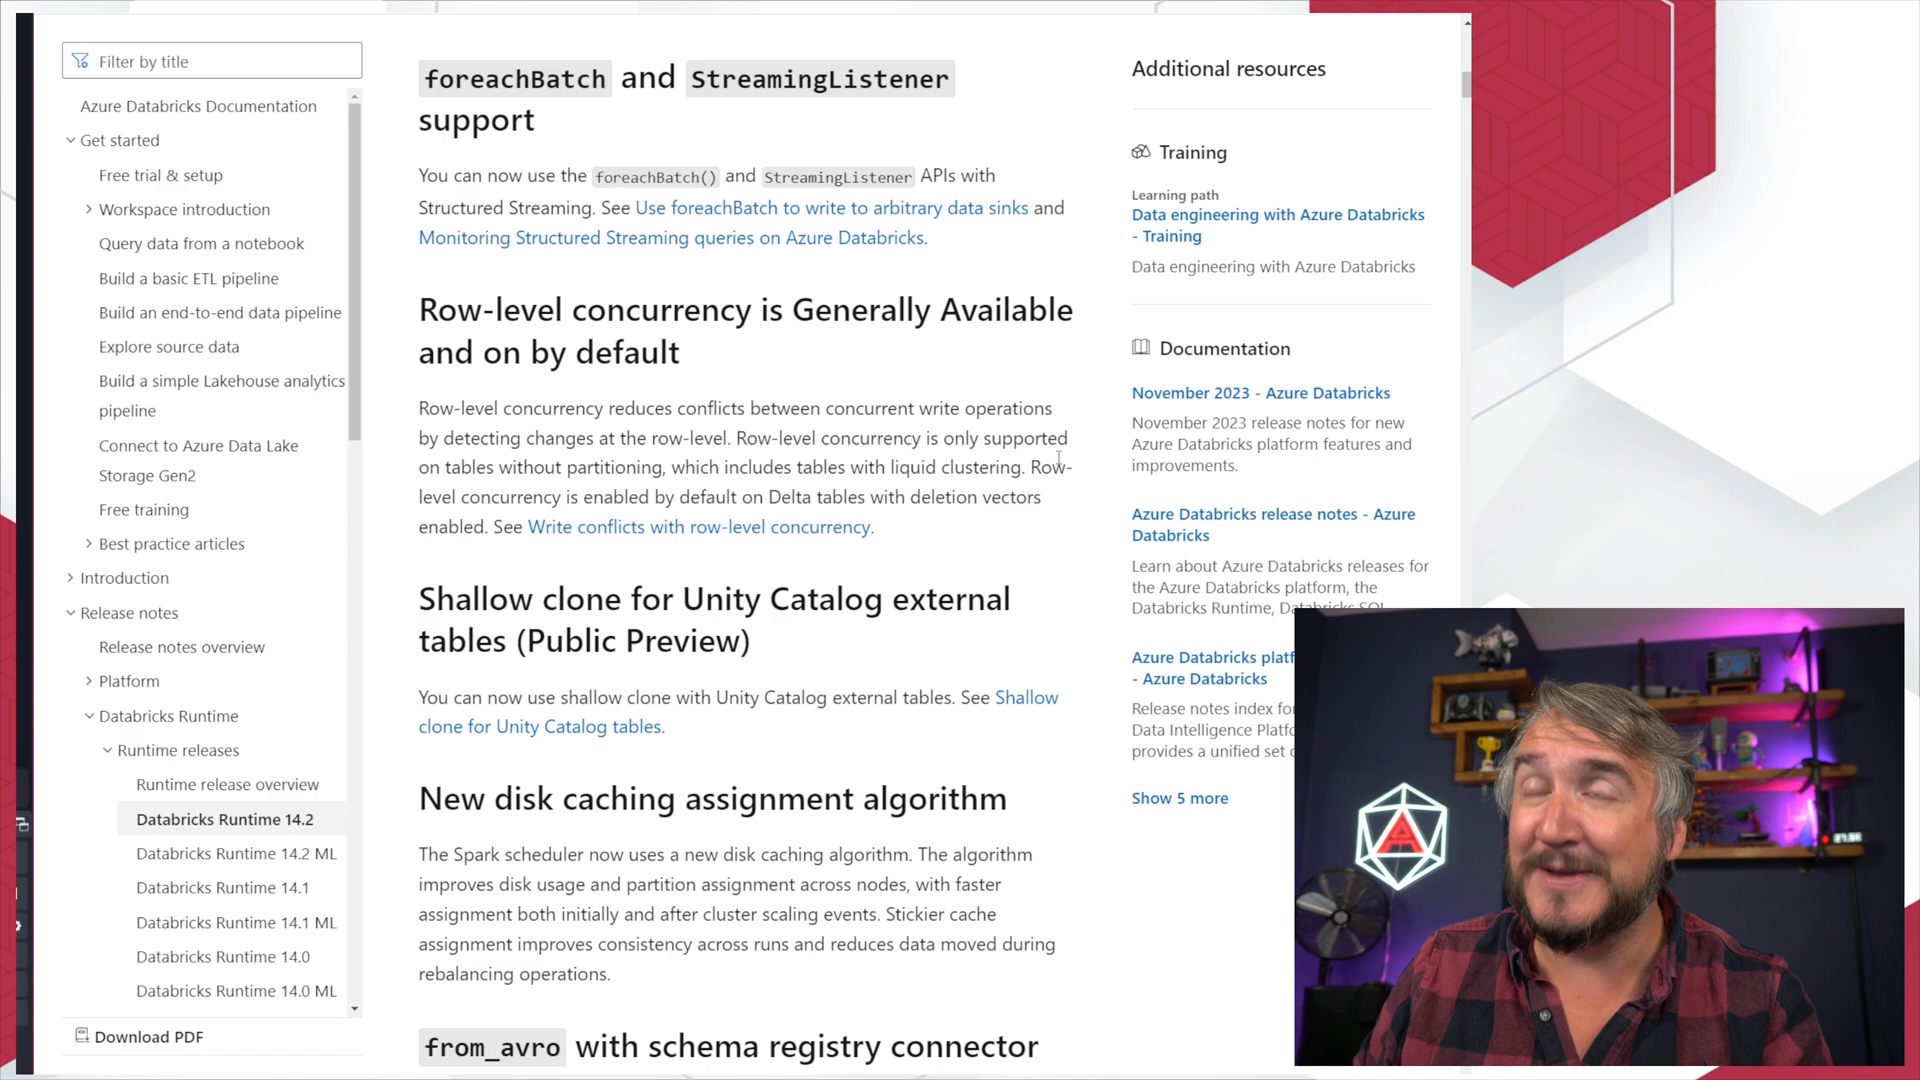 Filter by title
Azure Databricks Documentation
Get started
Free trial & setup
Workspace introduction
Query data from a notebook
Build a basic ETL pipeline
Build an end-to-end data pipeline
Explore source data
Build a simple Lakehouse analytics
pipeline
Connect to Azure Data Lake
Storage Gen2
Free training
Best practice articles
Introduction
Release notes
Release notes overview
Platform
Databricks Runtime
Runtime releases
Runtime release overview
Databricks Runtime 14.2
Databricks Runtime 14.2 ML
Databricks Runtime 14.1
Databricks Runtime 14.1 ML
Databricks Runtime 14.0
Databricks Runtime 14.0 ML
Download PDF
foreachBatch and StreamingListener
support
You can now use the foreachBatch() and StreamingListener APIs with
Structured Streaming. See Use foreachBatch to write to arbitrary data sinks and
Monitoring Structured Streaming queries on Azure Databricks.
Row-level concurrency is Generally Available
and on by default
Row-level concurrency reduces conflicts between concurrent write operations
by detecting changes at the row-level. Row-level concurrency is only supported
on tables without partitioning, which includes tables with liquid clustering. Row-
level concurrency is enabled by default on Delta tables with deletion vectors
enabled. See Write conflicts with row-level concurrency.
Shallow clone for Unity Catalog external
tables (Public Preview)
You can now use shallow clone with Unity Catalog external tables. See Shallow
clone for Unity Catalog tables.
New disk caching assignment algorithm
The Spark scheduler now uses a new disk caching algorithm. The algorithm
improves disk usage and partition assignment across nodes, with faster
assignment both initially and after cluster scaling events. Stickier cache
assignment improves consistency across runs and reduces data moved during
rebalancing operations.
from_avro with schema registry connector
Additional resources
Training
Learning path
Data engineering with Azure Databricks
- Training
Data engineering with Azure Databricks
Documentation
November 2023 - Azure Databricks
November 2023 release notes for new
Azure Databricks platform features and
improvements.
Azure Databricks release notes - Azure
Databricks
Learn about Azure Databricks releases for
the Azure Databricks platform, the
Databricks Runtime, Databricks SQL
Azure Databricks platf
- Azure Databricks
Release notes index for
Data Intelligence Platfo
provides a unified set
Show 5 more
A